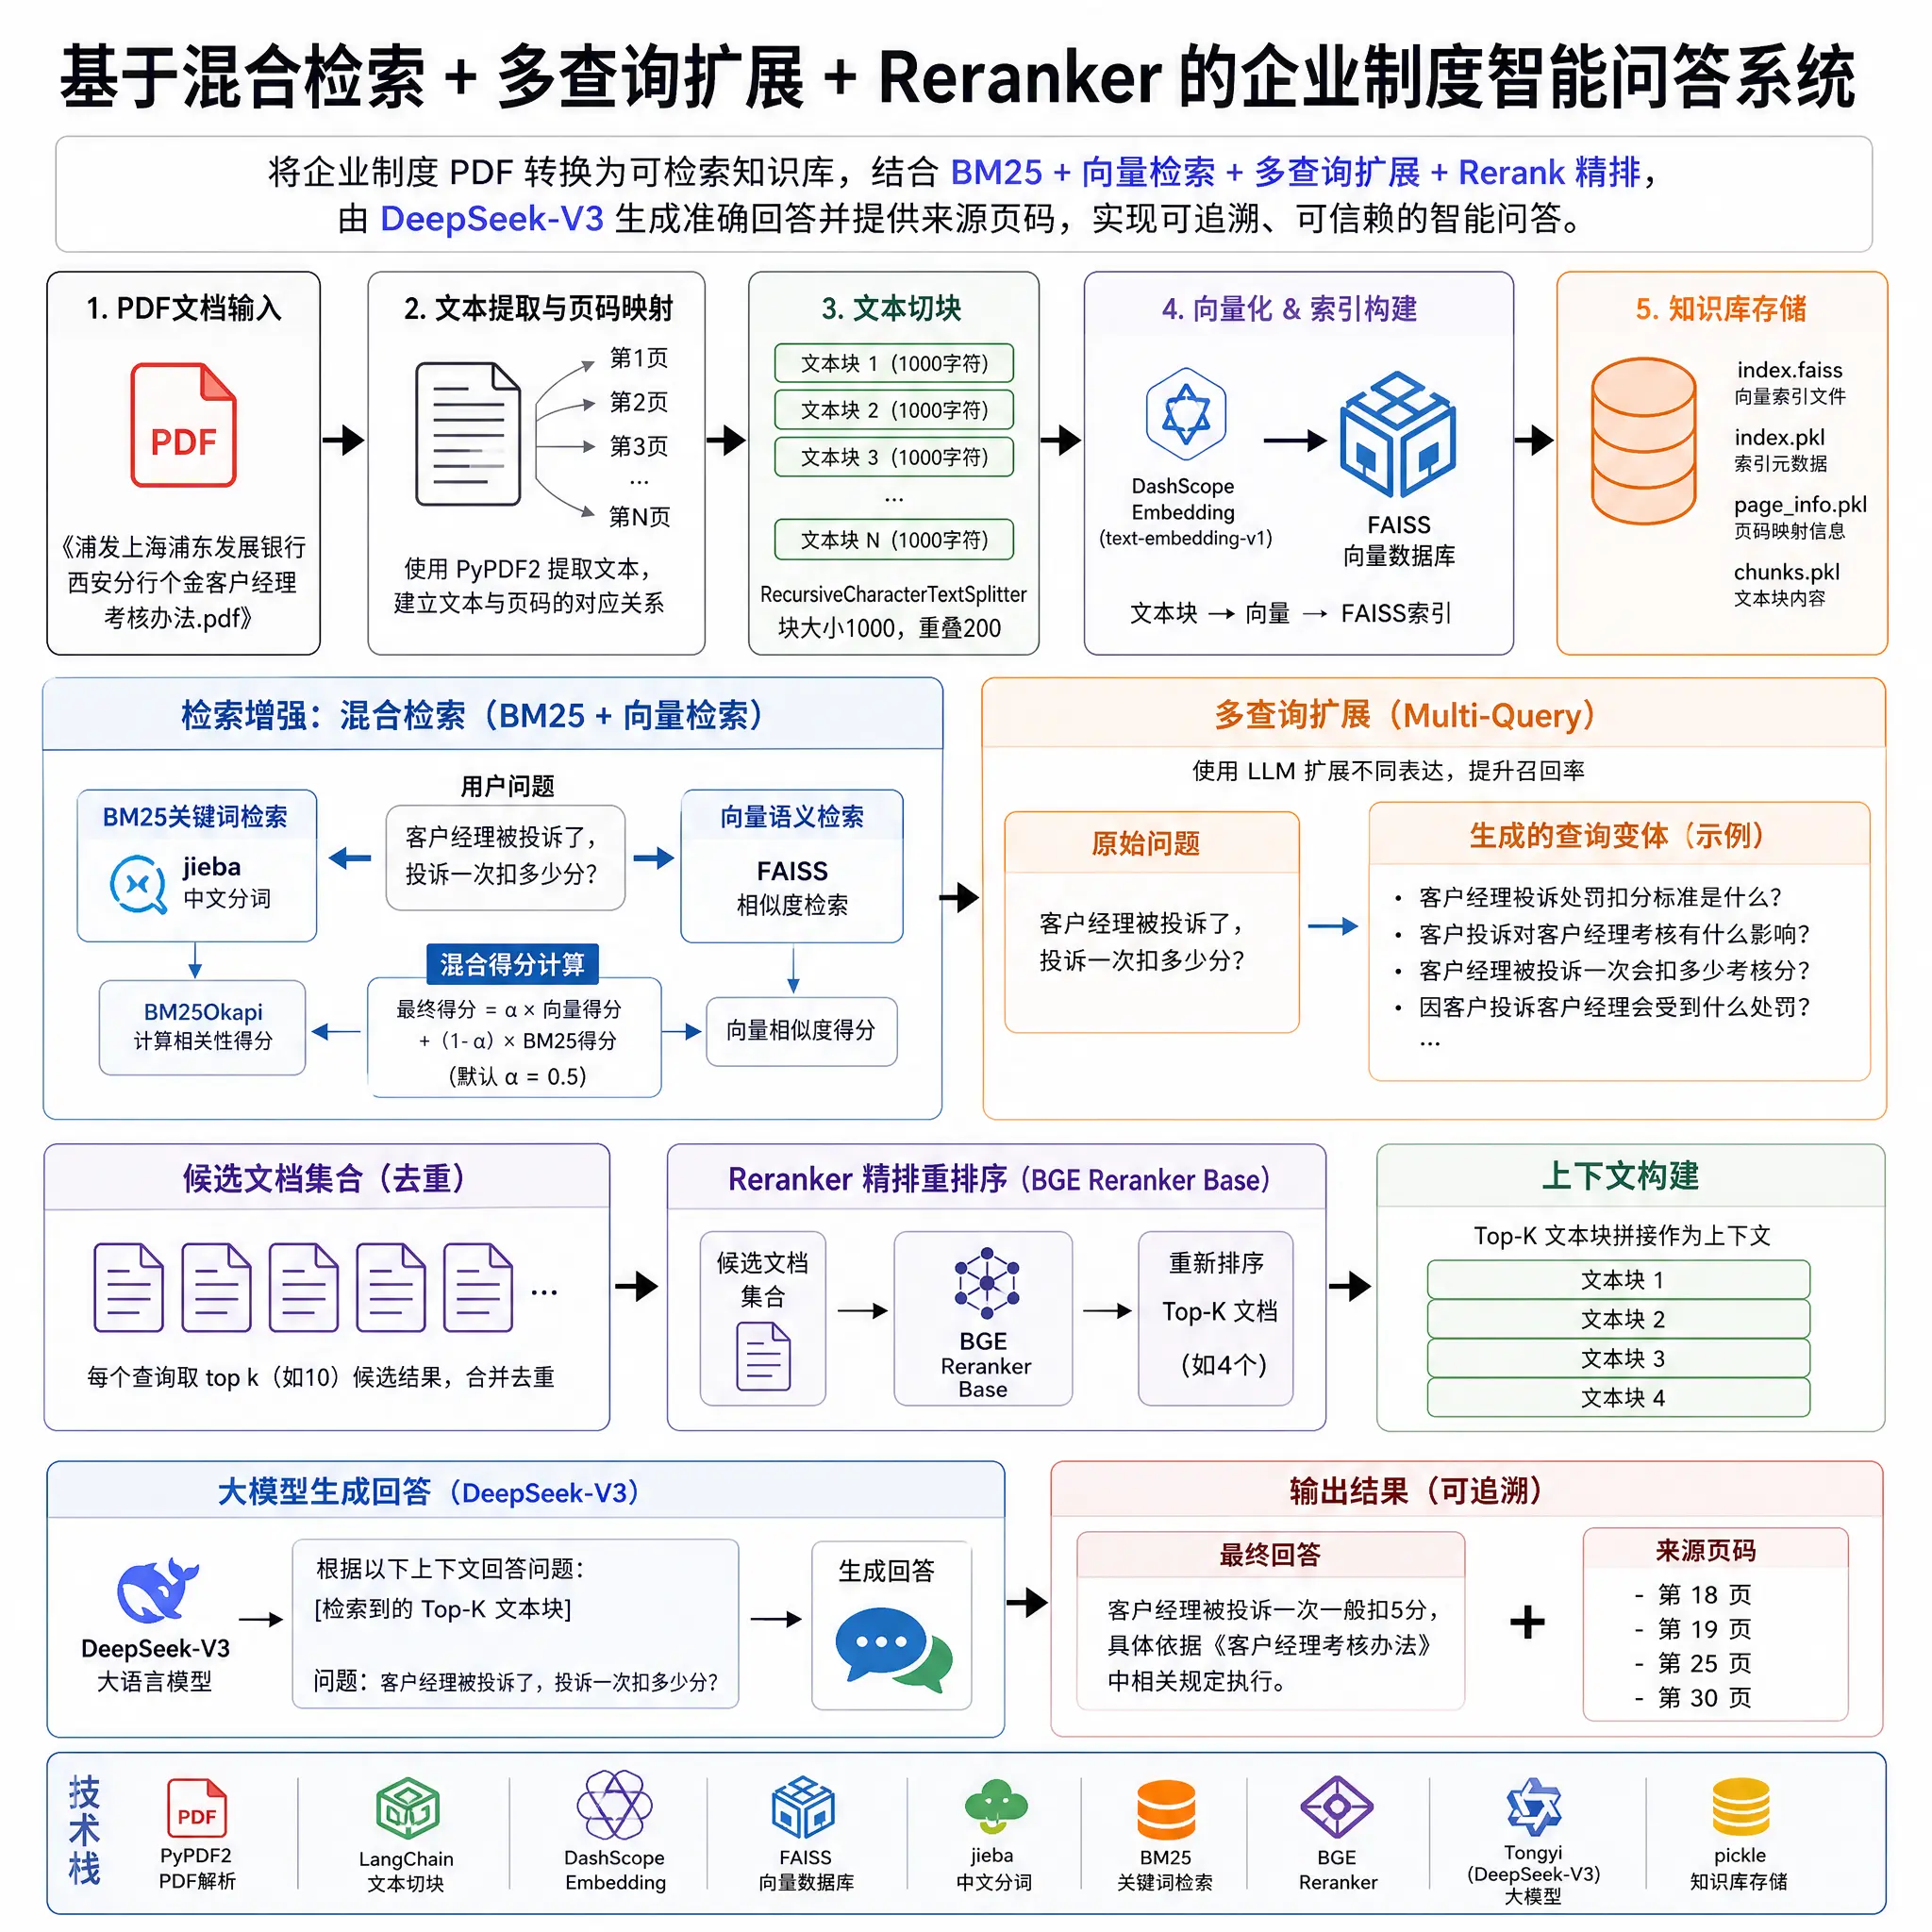 基于混合检索 + 多查询扩展 + Reranker 的企业制度智能问答系统
将企业制度 PDF 转换为可检索知识库，结合 BM25 + 向量检索 + 多查询扩展 + Rerank 精排，
由 DeepSeek-V3 生成准确回答并提供来源页码，实现可追溯、可信赖的智能问答。
1. PDF文档输入
PDF
《浦发上海浦东发展银行
西安分行个金客户经理
考核办法.pdf》
2. 文本提取与页码映射
第1页
第2页
第3页
...
第N页
使用 PyPDF2 提取文本，
建立文本与页码的对应关系
3. 文本切块
文本块 1（1000字符）
文本块 2（1000字符）
文本块 3（1000字符）
...
文本块 N（1000字符）
RecursiveCharacterTextSplitter
块大小1000，重叠200
4. 向量化 & 索引构建
DashScope
Embedding
(text-embedding-v1)
FAISS
向量数据库
文本块 → 向量 → FAISS索引
5. 知识库存储
index.faiss
向量索引文件
index.pkl
索引元数据
page_info.pkl
页码映射信息
chunks.pkl
文本块内容
检索增强：混合检索（BM25 + 向量检索）
用户问题
客户经理被投诉了，
投诉一次扣多少分？
BM25关键词检索
jieba
中文分词
向量语义检索
FAISS
相似度检索
混合得分计算
最终得分 = α × 向量得分
+（1- α）× BM25得分
（默认 α = 0.5）
BM25Okapi
计算相关性得分
向量相似度得分
多查询扩展（Multi-Query）
使用 LLM 扩展不同表达，提升召回率
原始问题
客户经理被投诉了，
投诉一次扣多少分？
生成的查询变体（示例）
• 客户经理投诉处罚扣分标准是什么？
• 客户投诉对客户经理考核有什么影响？
• 客户经理被投诉一次会扣多少考核分？
• 因客户投诉客户经理会受到什么处罚？
...
候选文档集合（去重）
...
每个查询取 top k（如10）候选结果，合并去重
Reranker 精排重排序（BGE Reranker Base）
候选文档
集合
BGE
Reranker
Base
重新排序
Top-K 文档
（如4个）
上下文构建
Top-K 文本块拼接作为上下文
文本块 1
文本块 2
文本块 3
文本块 4
大模型生成回答（DeepSeek-V3）
DeepSeek-V3
大语言模型
根据以下上下文回答问题：
[检索到的 Top-K 文本块]
问题：客户经理被投诉了，投诉一次扣多少分？
生成回答
输出结果（可追溯）
最终回答
客户经理被投诉一次一般扣5分，
具体依据《客户经理考核办法》
中相关规定执行。
+
来源页码
- 第 18 页
- 第 19 页
- 第 25 页
- 第 30 页
技术栈
PDF
PyPDF2
PDF解析
LangChain
文本切块
DashScope
Embedding
FAISS
向量数据库
jieba
中文分词
BM25
关键词检索
BGE
Reranker
Tongyi
(DeepSeek-V3)
大模型
pickle
知识库存储